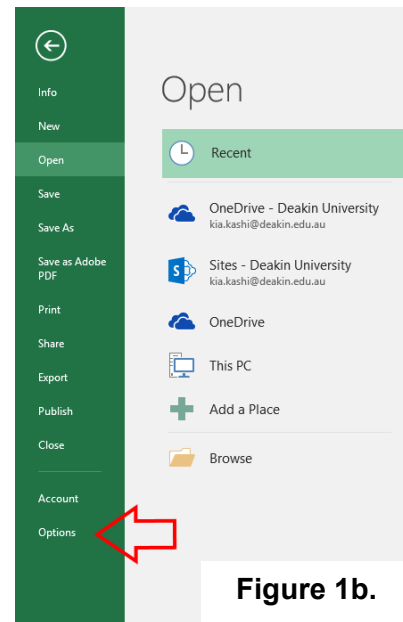 Info
New
Open
Save
Save As
Save as Adobe
PDF
Print
Share
Export
Publish
Close
Account
Options
Open
Recent
OneDrive - Deakin University
kia.kashi@deakin.edu.au
S
Sites - Deakin University
kia.kashi@deakin.edu.au
OneDrive
This PC
Add a Place
Browse
Figure 1b.